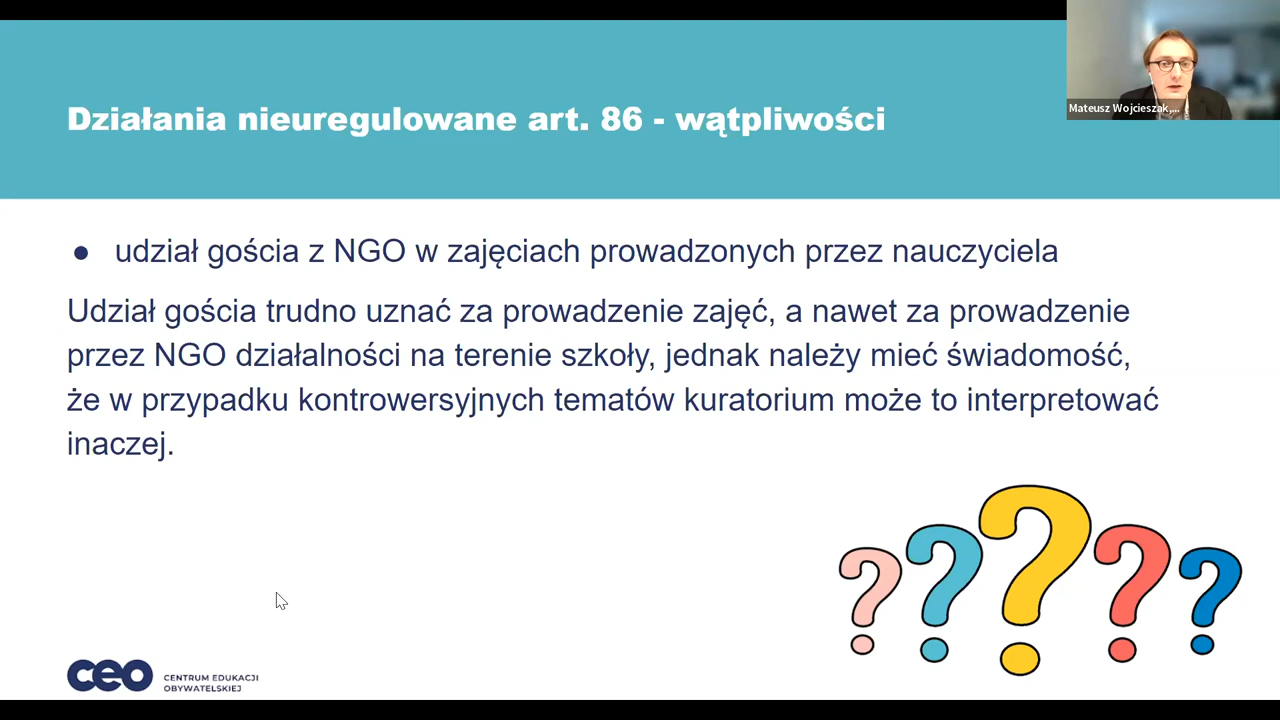 Działania nieuregulowane art. 86 - wątpliwości
Mateusz Wojcieszak,...
● udział gościa z NGO w zajęciach prowadzonych przez nauczyciela
Udział gościa trudno uznać za prowadzenie zajęć, a nawet za prowadzenie
przez NGO działalności na terenie szkoły, jednak należy mieć świadomość,
że w przypadku kontrowersyjnych tematów kuratorium może to interpretować
inaczej.
? ? ? ? ?
ceo CENTRUM EDUKACJI
OBYWATELSKIEJ